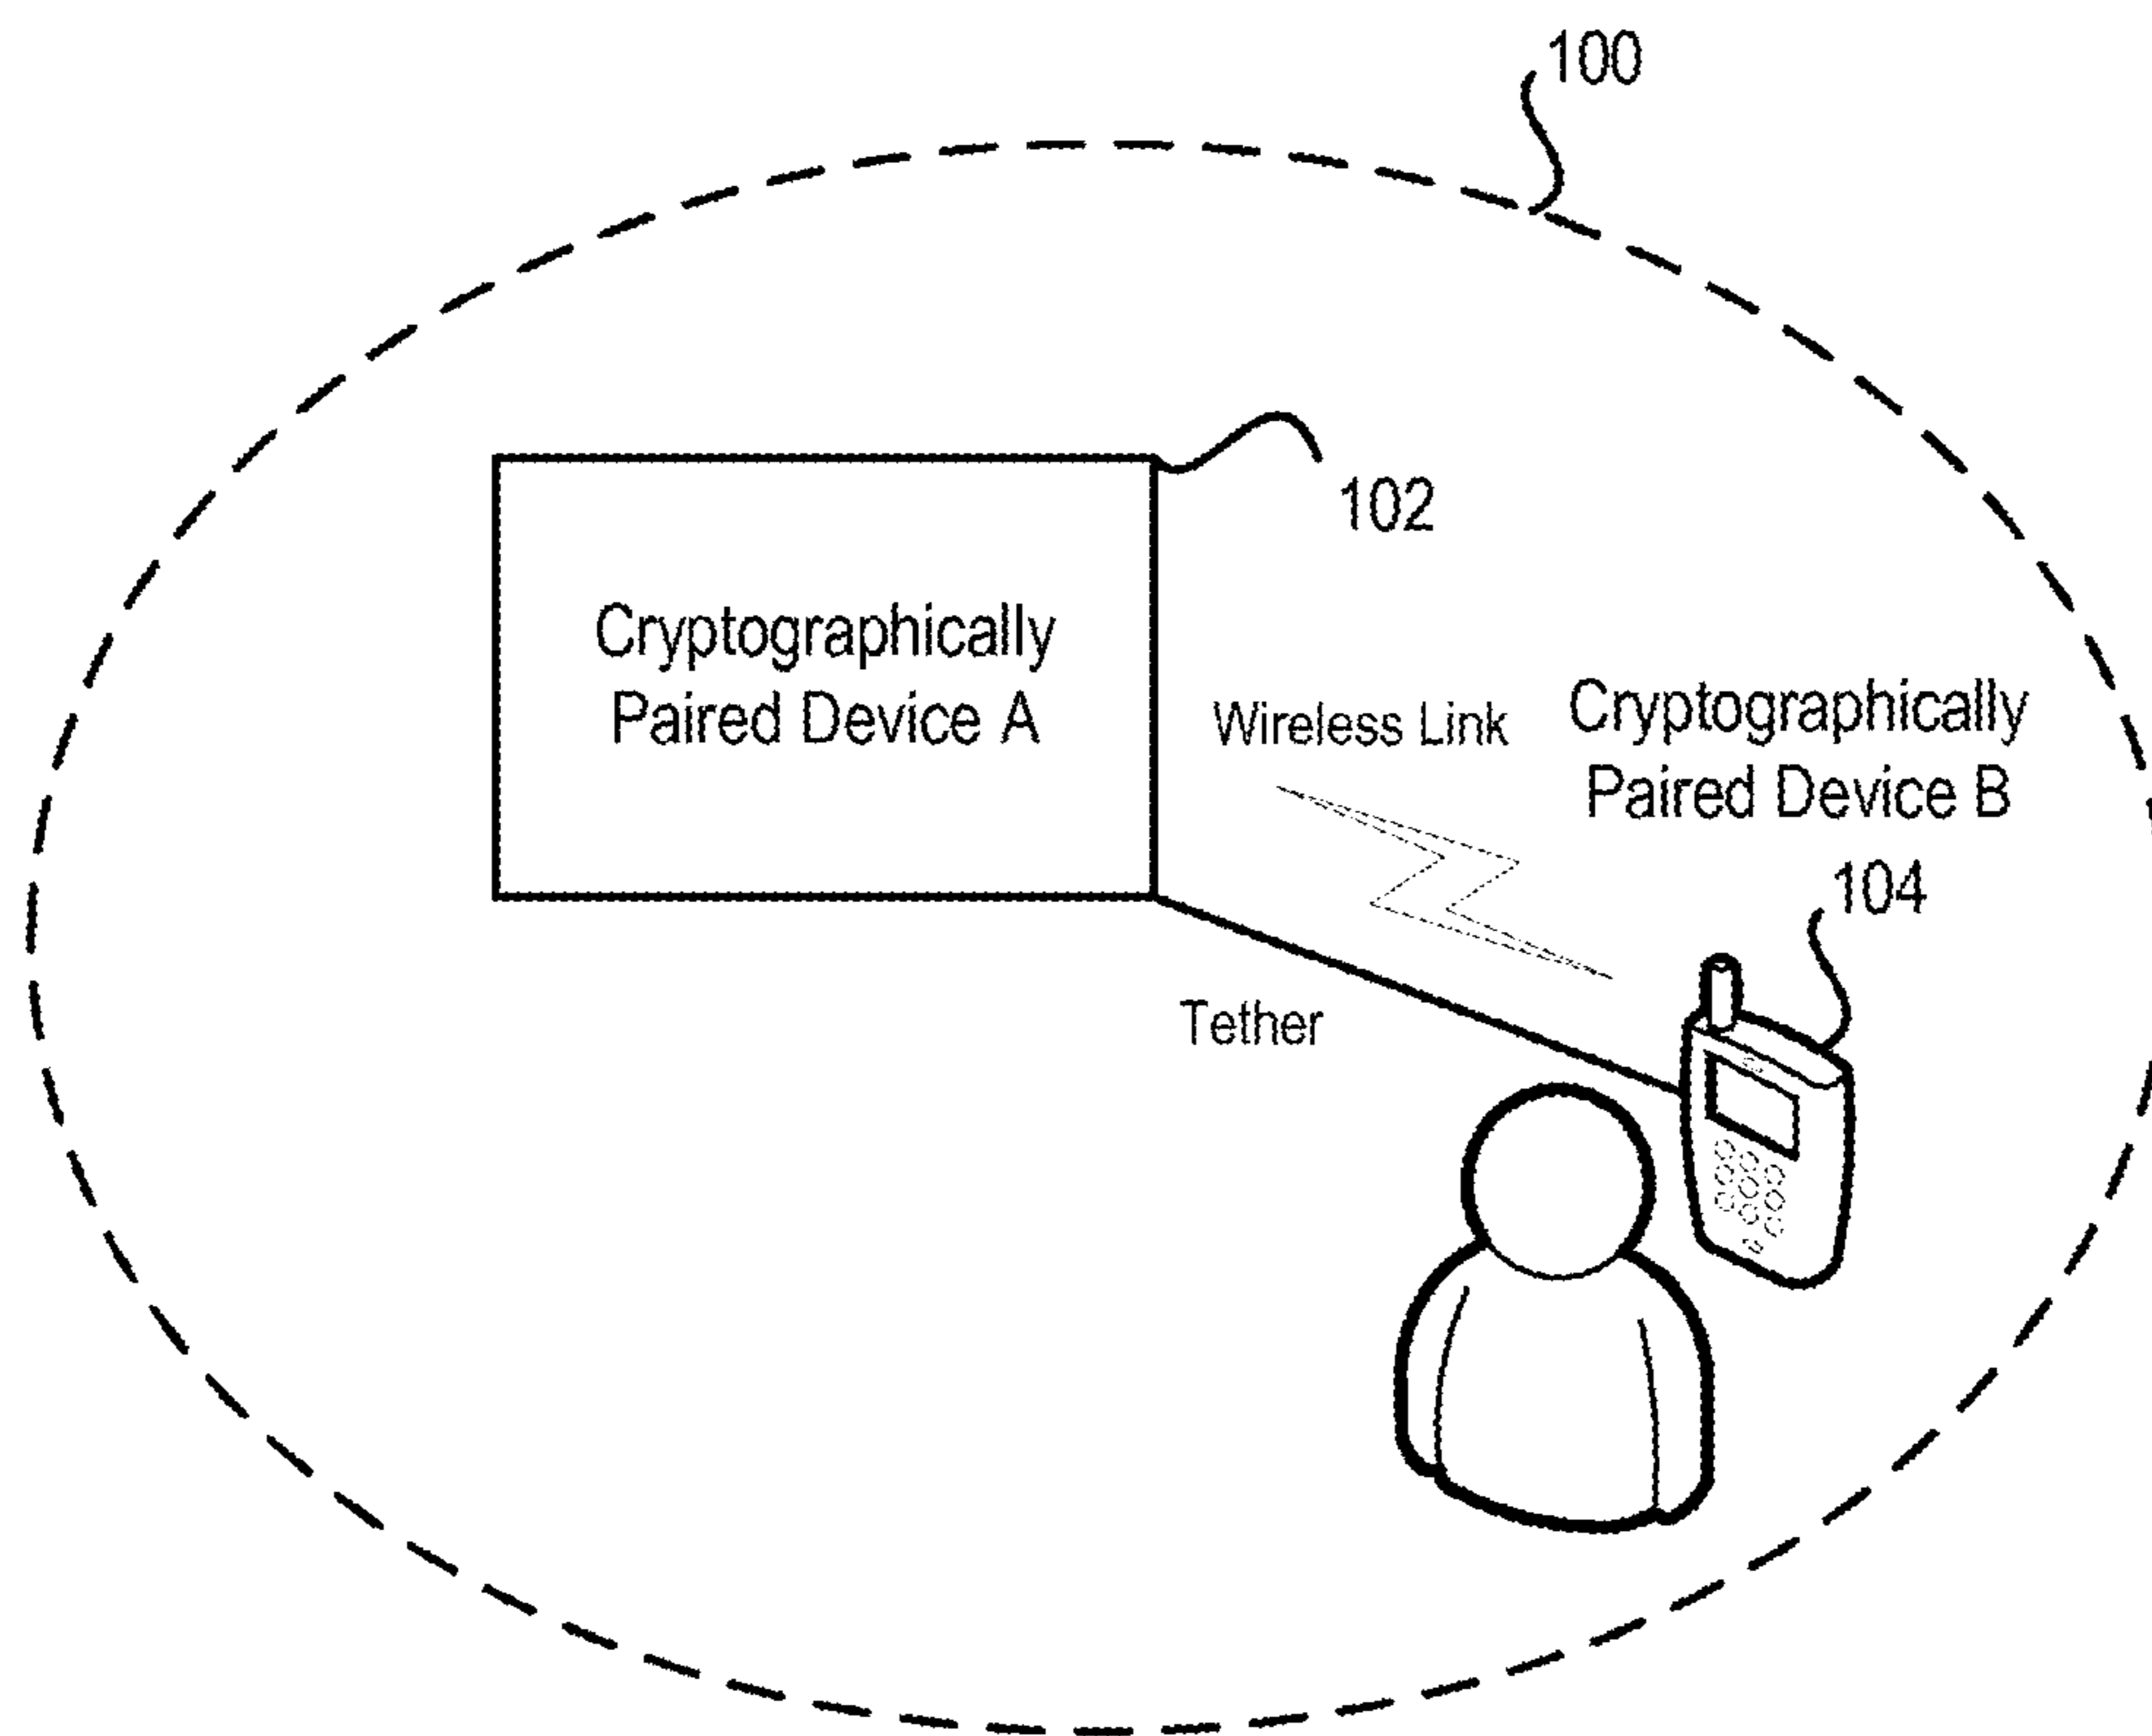 100
102
Cryptographically
Paired Device A
Wireless Link
Cryptographically
Paired Device B
104
Tether